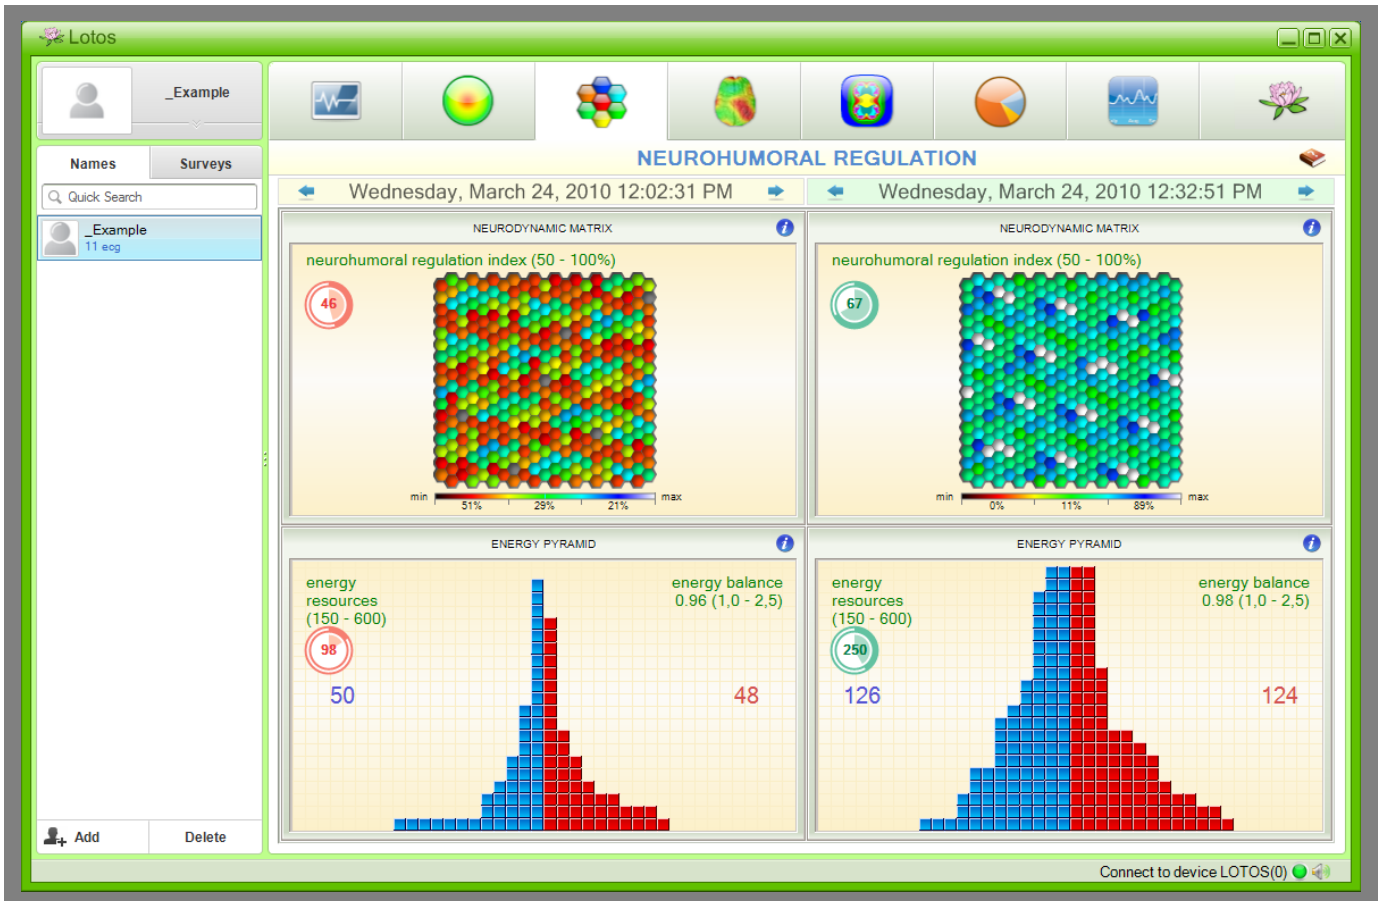 Lotos
_Example
Names
Surveys
Quick Search
_Example
11 ecg
Add
Delete
NEUROHUMORAL REGULATION
Wednesday, March 24, 2010 12:02:31 PM
Wednesday, March 24, 2010 12:32:51 PM
NEURODYNAMIC MATRIX
neurohumoral regulation index (50 - 100%)
46
min
51%
29%
21%
max
NEURODYNAMIC MATRIX
neurohumoral regulation index (50 - 100%)
67
min
0%
11%
89%
max
ENERGY PYRAMID
energy
resources
(150 - 600)
98
50
energy balance
0.96 (1,0 - 2,5)
48
ENERGY PYRAMID
energy
resources
(150 - 600)
250
126
energy balance
0.98 (1,0 - 2,5)
124
Connect to device LOTOS(0)